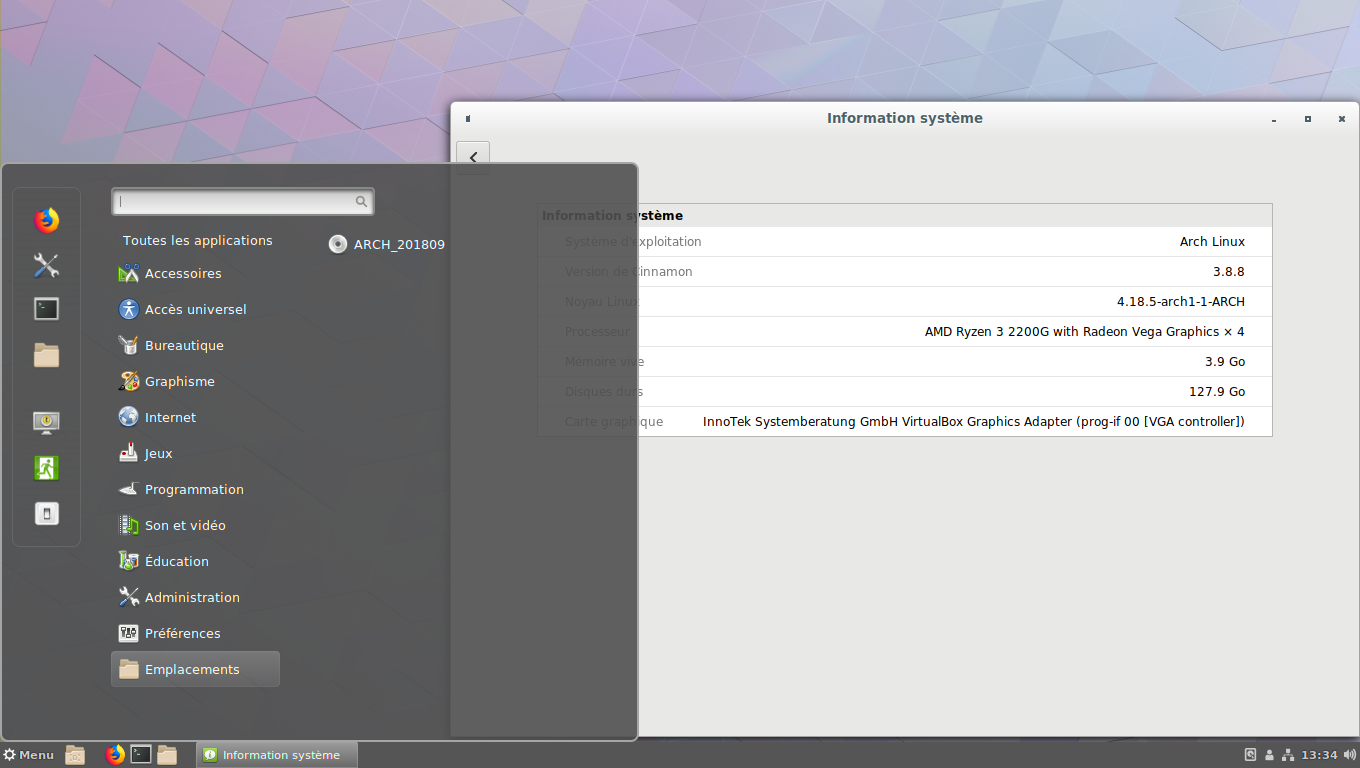 Information système
Toutes les applications
ARCH_201809
Accessoires
Accès universel
Bureautique
Graphisme
Internet
Jeux
Programmation
Son et vidéo
Éducation
Administration
Préférences
Emplacements
Information système
Système d'exploitation Arch Linux
Version de Cinnamon 3.8.8
Noyau Linux 4.18.5-arch1-1-ARCH
Processeur AMD Ryzen 3 2200G with Radeon Vega Graphics × 4
Mémoire vive 3.9 Go
Disques durs 127.9 Go
Carte graphique InnoTek Systemberatung GmbH VirtualBox Graphics Adapter (prog-if 00 [VGA controller])
Menu Information système 13:34